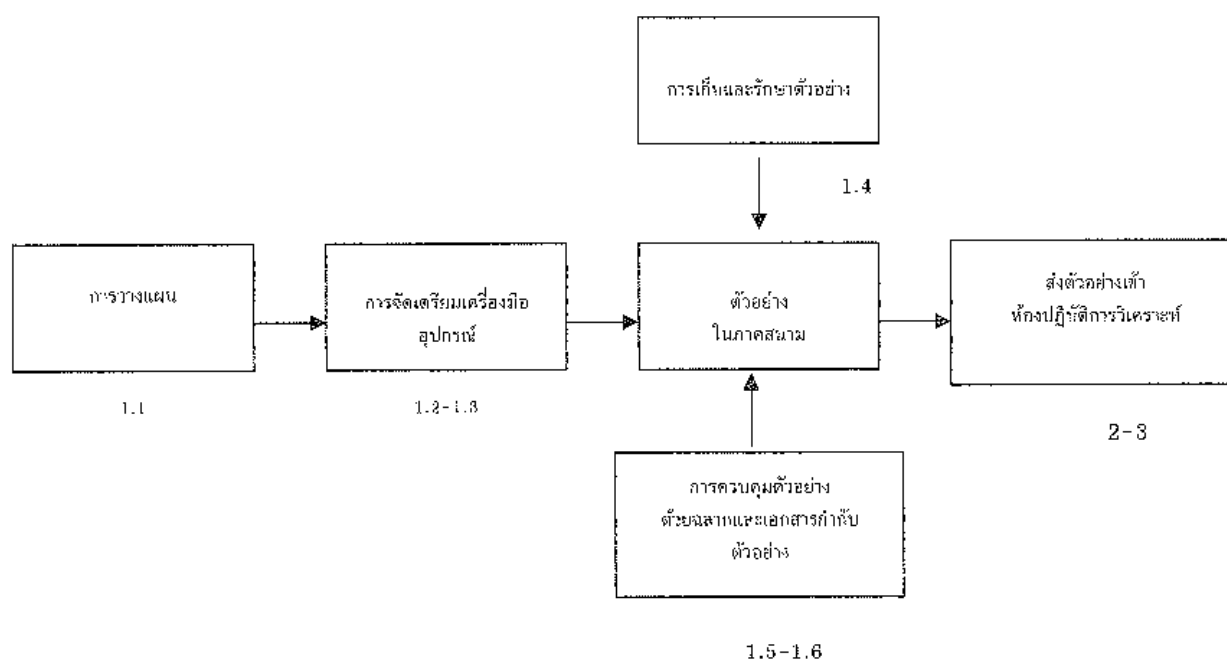 การเก็บและรักษาตัวอย่าง
1.4
การวางแผน
1.1
การจัดเตรียมเครื่องมือ
อุปกรณ์
1.2-1.3
ตัวอย่าง
ในภาคสนาม
ส่งตัวอย่างเข้า
ห้องปฏิบัติการวิเคราะห์
2-3
การควบคุมตัวอย่าง
ด้วยฉลากและเอกสารกำกับ
ตัวอย่าง
1.5-1.6